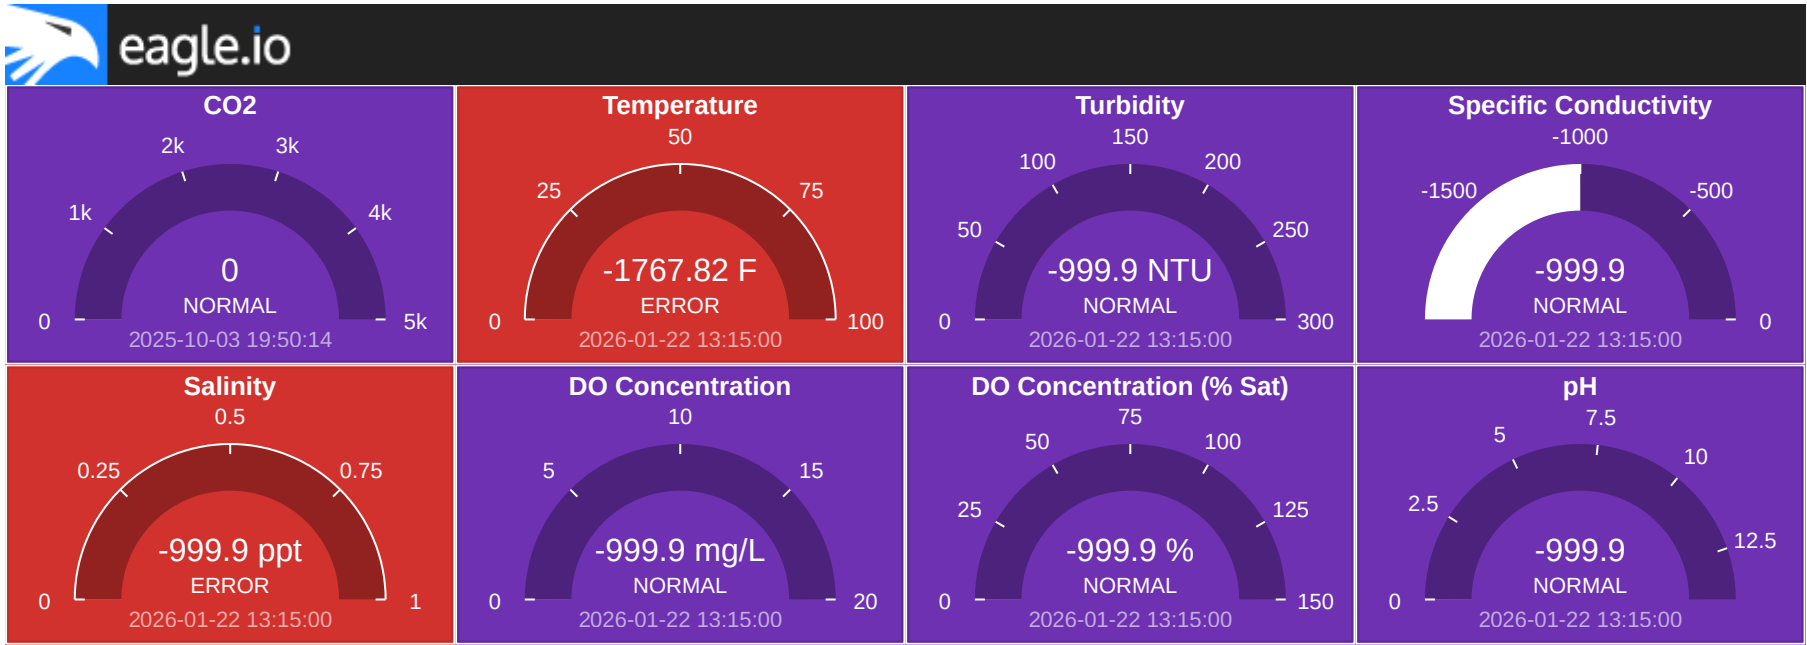 eagle.io
CO2
2k
3k
1k
4k
0
NORMAL
0
5k
2025-10-03 19:50:14
Temperature
50
25
75
-1767.82 F
ERROR
0
100
2026-01-22 13:15:00
Turbidity
150
100
200
50
250
-999.9 NTU
NORMAL
0
300
2026-01-22 13:15:00
Specific Conductivity
-1000
-1500
-500
-999.9
NORMAL
0
2026-01-22 13:15:00
Salinity
0.5
0.25
0.75
-999.9 ppt
ERROR
0
1
2026-01-22 13:15:00
DO Concentration
10
5
15
-999.9 mg/L
NORMAL
0
20
2026-01-22 13:15:00
DO Concentration (% Sat)
75
50
100
25
125
-999.9 %
NORMAL
0
150
2026-01-22 13:15:00
pH
7.5
5
10
2.5
12.5
-999.9
NORMAL
0
2026-01-22 13:15:00